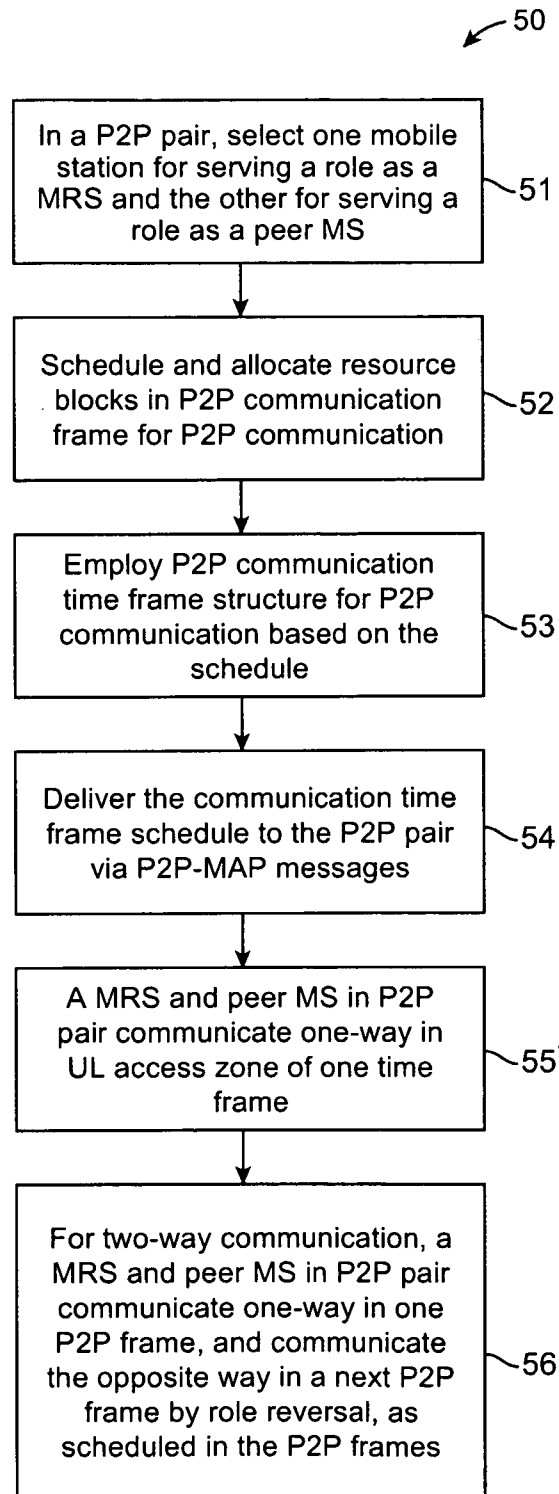 50
In a P2P pair, select one mobile
station for serving a role as a
MRS and the other for serving a
role as a peer MS
51
Schedule and allocate resource
blocks in P2P communication
frame for P2P communication
52
Employ P2P communication
time frame structure for P2P
communication based on the
schedule
53
Deliver the communication time
frame schedule to the P2P pair
via P2P-MAP messages
54
A MRS and peer MS in P2P
pair communicate one-way in
UL access zone of one time
frame
55
For two-way communication, a
MRS and peer MS in P2P pair
communicate one-way in one
P2P frame, and communicate
the opposite way in a next P2P
frame by role reversal, as
scheduled in the P2P frames
56